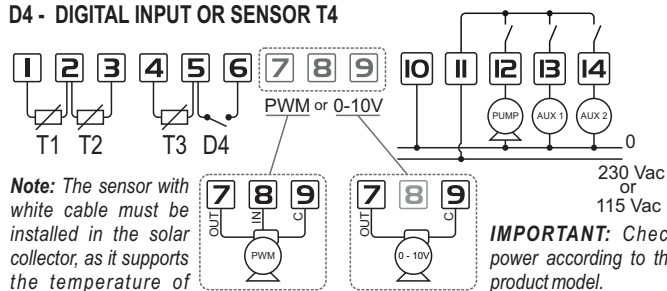 D4 - DIGITAL INPUT OR SENSOR T4
1 2 3 4 5 6 7 8 9 10 11 12 13 14
PWM or 0-10V
PUMP AUX 1 AUX 2
T1 T2 T3 D4
0
230 Vac
or
115 Vac
Note: The sensor with
white cable must be
installed in the solar
collector, as it supports
the temperature of
7 8 9
OUT IN C
PWM
7 8 9
OUT C
0 - 10V
IMPORTANT: Chec
power according to th
product model.